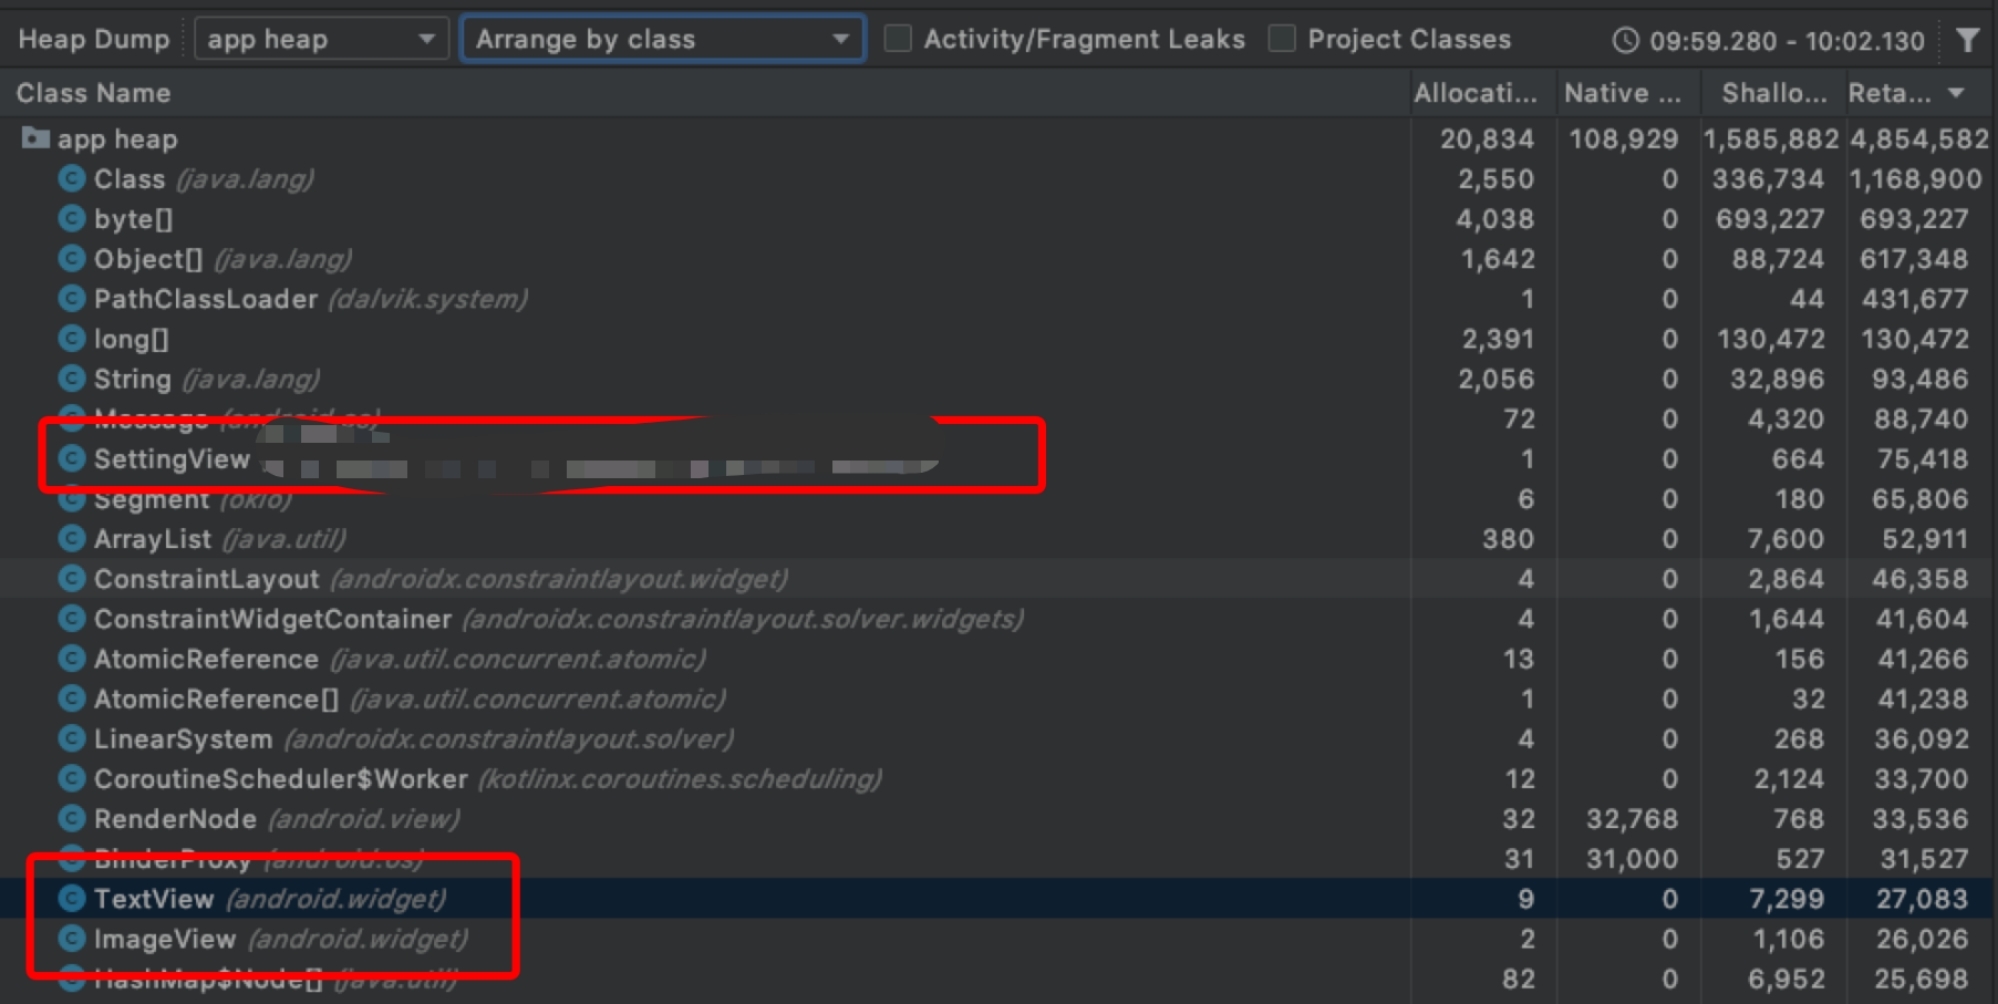 Heap Dump app heap Arrange by class Activity/Fragment Leaks Project Classes 09:59.280 - 10:02.130
Class Name Allocati... Native ... Shallo... Reta...
app heap 20,834 108,929 1,585,882 4,854,582
Class (java.lang) 2,550 0 336,734 1,168,900
byte[] 4,038 0 693,227 693,227
Object[] (java.lang) 1,642 0 88,724 617,348
PathClassLoader (dalvik.system) 1 0 44 431,677
long[] 2,391 0 130,472 130,472
String (java.lang) 2,056 0 32,896 93,486
Message (android.os) 72 0 4,320 88,740
SettingView 1 0 664 75,418
Segment (okio) 6 0 180 65,806
ArrayList (java.util) 380 0 7,600 52,911
ConstraintLayout (androidx.constraintlayout.widget) 4 0 2,864 46,358
ConstraintWidgetContainer (androidx.constraintlayout.solver.widgets) 4 0 1,644 41,604
AtomicReference (java.util.concurrent.atomic) 13 0 156 41,266
AtomicReference[] (java.util.concurrent.atomic) 1 0 32 41,238
LinearSystem (androidx.constraintlayout.solver) 4 0 268 36,092
CoroutineScheduler$Worker (kotlinx.coroutines.scheduling) 12 0 2,124 33,700
RenderNode (android.view) 32 32,768 768 33,536
BinderProxy (android.os) 31 31,000 527 31,527
TextView (android.widget) 9 0 7,299 27,083
ImageView (android.widget) 2 0 1,106 26,026
HashMap$Node[] (java.util) 82 0 6,952 25,698